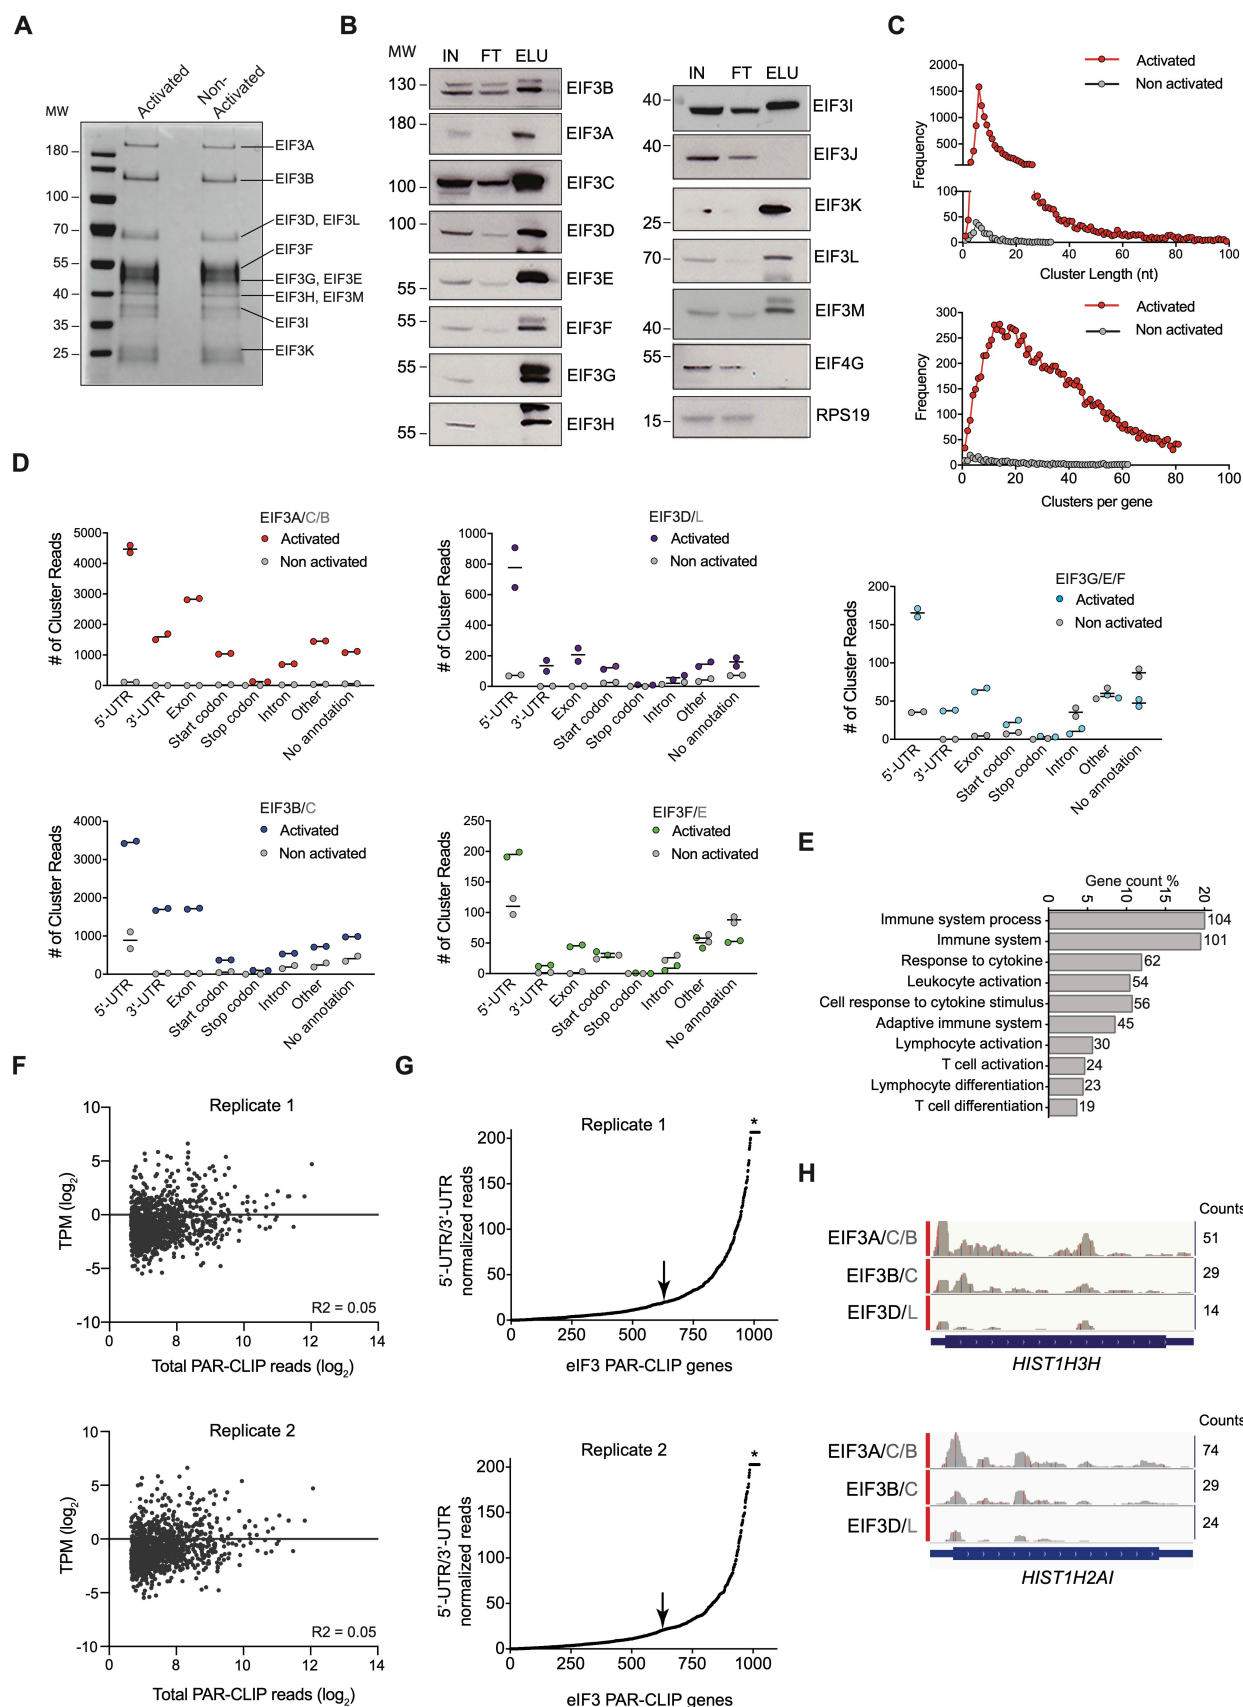 A
Activated
Non-
Activated
MW
180
100
70
55
40
35
25
EIF3A
EIF3B
EIF3D, EIF3L
EIF3F
EIF3G, EIF3E
EIF3H, EIF3M
EIF3I
EIF3K
B
MW
IN FT ELU
130 EIF3B
180 EIF3A
100 EIF3C
100 EIF3D
55 EIF3E
55 EIF3F
55 EIF3G
55 EIF3H
IN FT ELU
40 EIF3I
40 EIF3J
25 EIF3K
70 EIF3L
40 EIF3M
55 EIF4G
15 RPS19
C
Activated
Non activated
Frequency
2000
1500
1000
500
100
50
0
0 20 40 60 80 100
Cluster Length (nt)
Activated
Non activated
Frequency
300
250
200
150
100
50
0
0 20 40 60 80 100
Clusters per gene
D
EIF3A/C/B
Activated
Non activated
# of Cluster Reads
5000
4000
3000
2000
1000
0
5'-UTR
3'-UTR
Exon
Start codon
Stop codon
Intron
Other
No annotation
EIF3D/L
Activated
Non activated
# of Cluster Reads
1000
800
600
400
200
0
5'-UTR
3'-UTR
Exon
Start codon
Stop codon
Intron
Other
No annotation
EIF3G/E/F
Activated
Non activated
# of Cluster Reads
200
150
100
50
0
5'-UTR
3'-UTR
Exon
Start codon
Stop codon
Intron
Other
No annotation
EIF3B/C
Activated
Non activated
# of Cluster Reads
4000
3000
2000
1000
0
5'-UTR
3'-UTR
Exon
Start codon
Stop codon
Intron
Other
No annotation
EIF3F/E
Activated
Non activated
# of Cluster Reads
250
200
150
100
50
0
5'-UTR
3'-UTR
Exon
Start codon
Stop codon
Intron
Other
No annotation
E
Gene count %
0 5 10 15 20
Immune system process 104
Immune system 101
Response to cytokine 62
Leukocyte activation 54
Cell response to cytokine stimulus 56
Adaptive immune system 45
Lymphocyte activation 30
T cell activation 24
Lymphocyte differentiation 23
T cell differentiation 19
F
Replicate 1
TPM (log2)
10
5
0
-5
-10
R2 = 0.05
0 8 10 12 14
Total PAR-CLIP reads (log2)
Replicate 2
TPM (log2)
10
5
0
-5
-10
R2 = 0.05
0 8 10 12 14
Total PAR-CLIP reads (log2)
G
Replicate 1
*
5'-UTR/3'-UTR
normalized reads
200
150
100
50
0
0 250 500 750 1000
eIF3 PAR-CLIP genes
Replicate 2
*
5'-UTR/3'-UTR
normalized reads
200
150
100
50
0
0 250 500 750 1000
eIF3 PAR-CLIP genes
H
Counts
EIF3A/C/B 51
EIF3B/C 29
EIF3D/L 14
HIST1H3H
Counts
EIF3A/C/B 74
EIF3B/C 29
EIF3D/L 24
HIST1H2AI